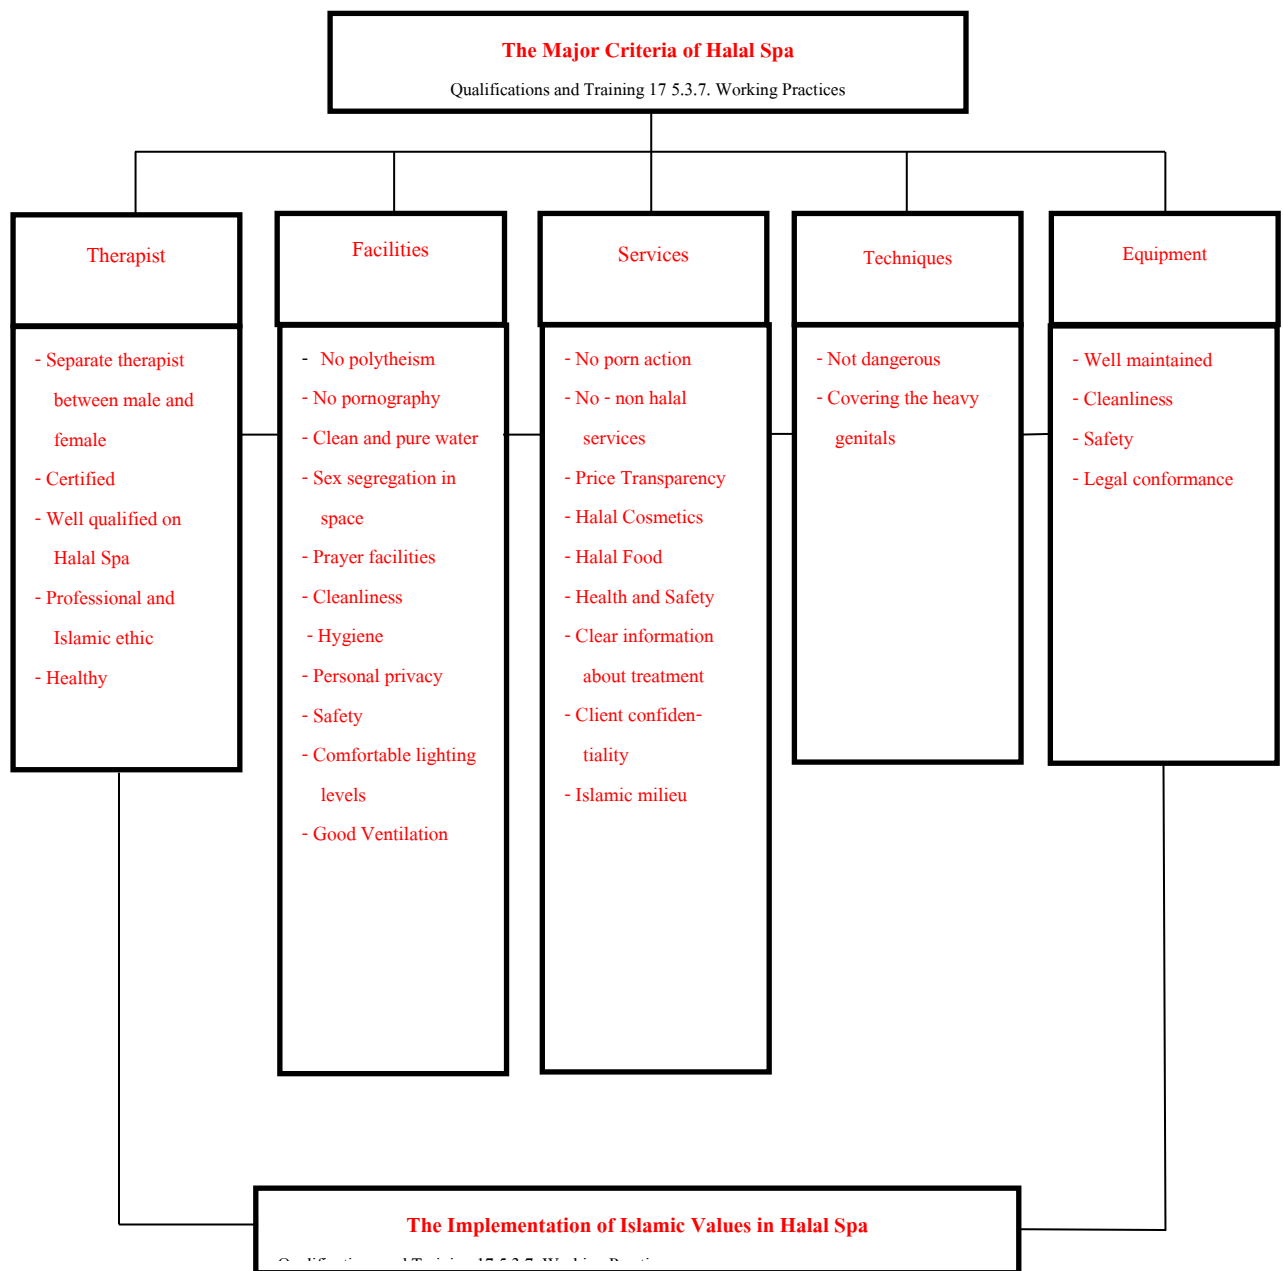 The Major Criteria of Halal Spa
Qualifications and Training 17 5.3.7. Working Practices
Therapist
- Separate therapist
between male and
female
- Certified
- Well qualified on
Halal Spa
- Professional and
Islamic ethic
- Healthy
Facilities
- No polytheism
- No pornography
- Clean and pure water
- Sex segregation in
space
- Prayer facilities
- Cleanliness
- Hygiene
- Personal privacy
- Safety
- Comfortable lighting
levels
- Good Ventilation
Services
- No porn action
- No - non halal
services
- Price Transparency
- Halal Cosmetics
- Halal Food
- Health and Safety
- Clear information
about treatment
- Client confiden-
tiality
- Islamic milieu
Techniques
- Not dangerous
- Covering the heavy
genitals
Equipment
- Well maintained
- Cleanliness
- Safety
- Legal conformance
The Implementation of Islamic Values in Halal Spa